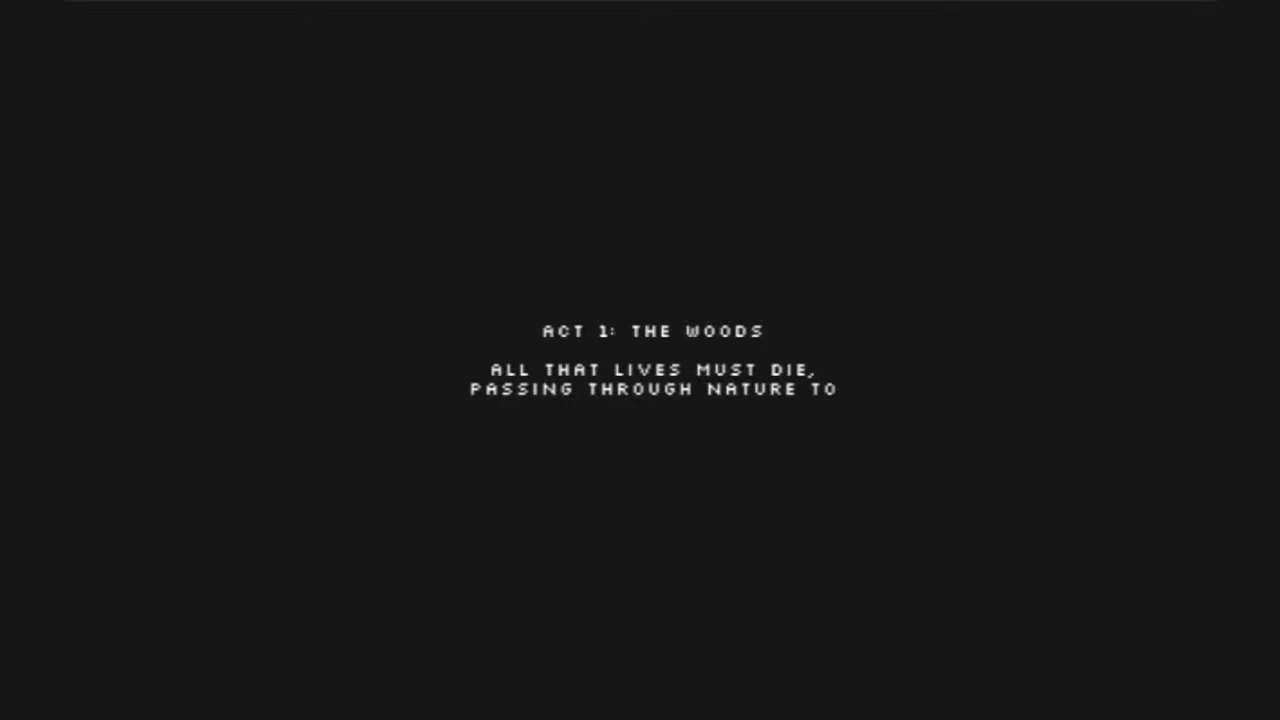 ACT 1: THE WOODS
ALL THAT LIVES MUST DIE,
PASSING THROUGH NATURE TO